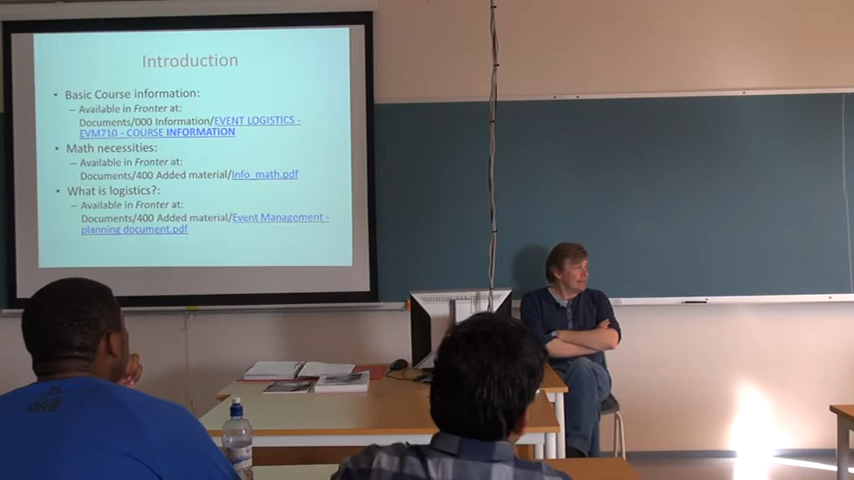 Introduction
• Basic Course information:
– Available in Fronter at:
Documents/000 Information/EVENT LOGISTICS -
EVM710 - COURSE INFORMATION
• Math necessities:
– Available in Fronter at:
Documents/400 Added material/Info_math.pdf
• What is logistics?:
– Available in Fronter at:
Documents/400 Added material/Event Management -
planning document.pdf